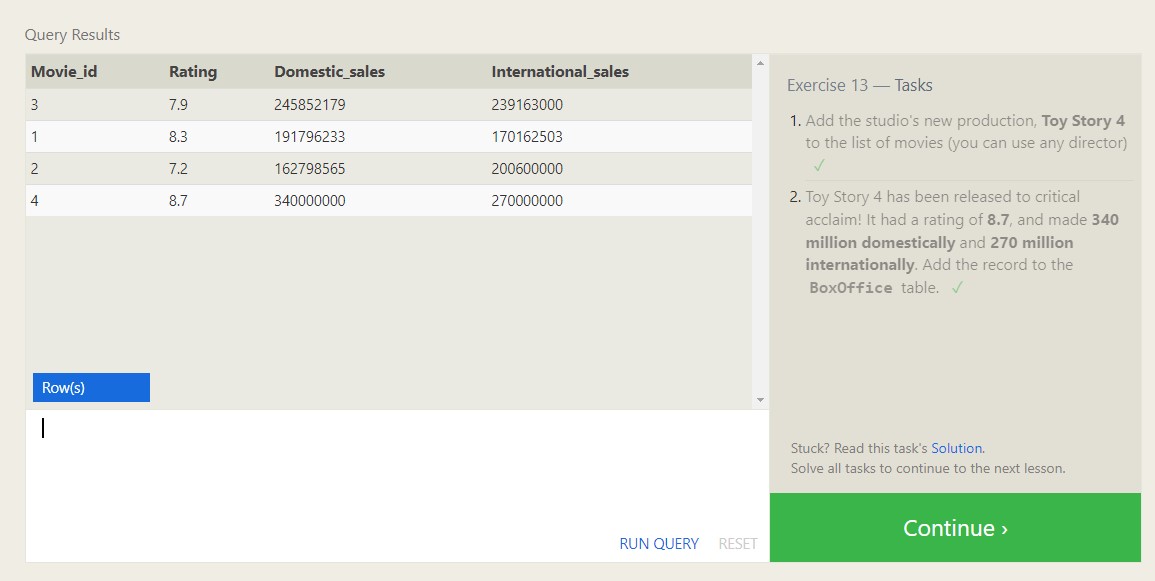 Query Results
Movie_id Rating Domestic_sales International_sales
3 7.9 245852179 239163000
1 8.3 191796233 170162503
2 7.2 162798565 200600000
4 8.7 340000000 270000000
Row(s)
RUN QUERY RESET
Exercise 13 — Tasks
1. Add the studio's new production, Toy Story 4
to the list of movies (you can use any director)
✓
2. Toy Story 4 has been released to critical
acclaim! It had a rating of 8.7, and made 340
million domestically and 270 million
internationally. Add the record to the
BoxOffice table. ✓
Stuck? Read this task's Solution.
Solve all tasks to continue to the next lesson.
Continue ›